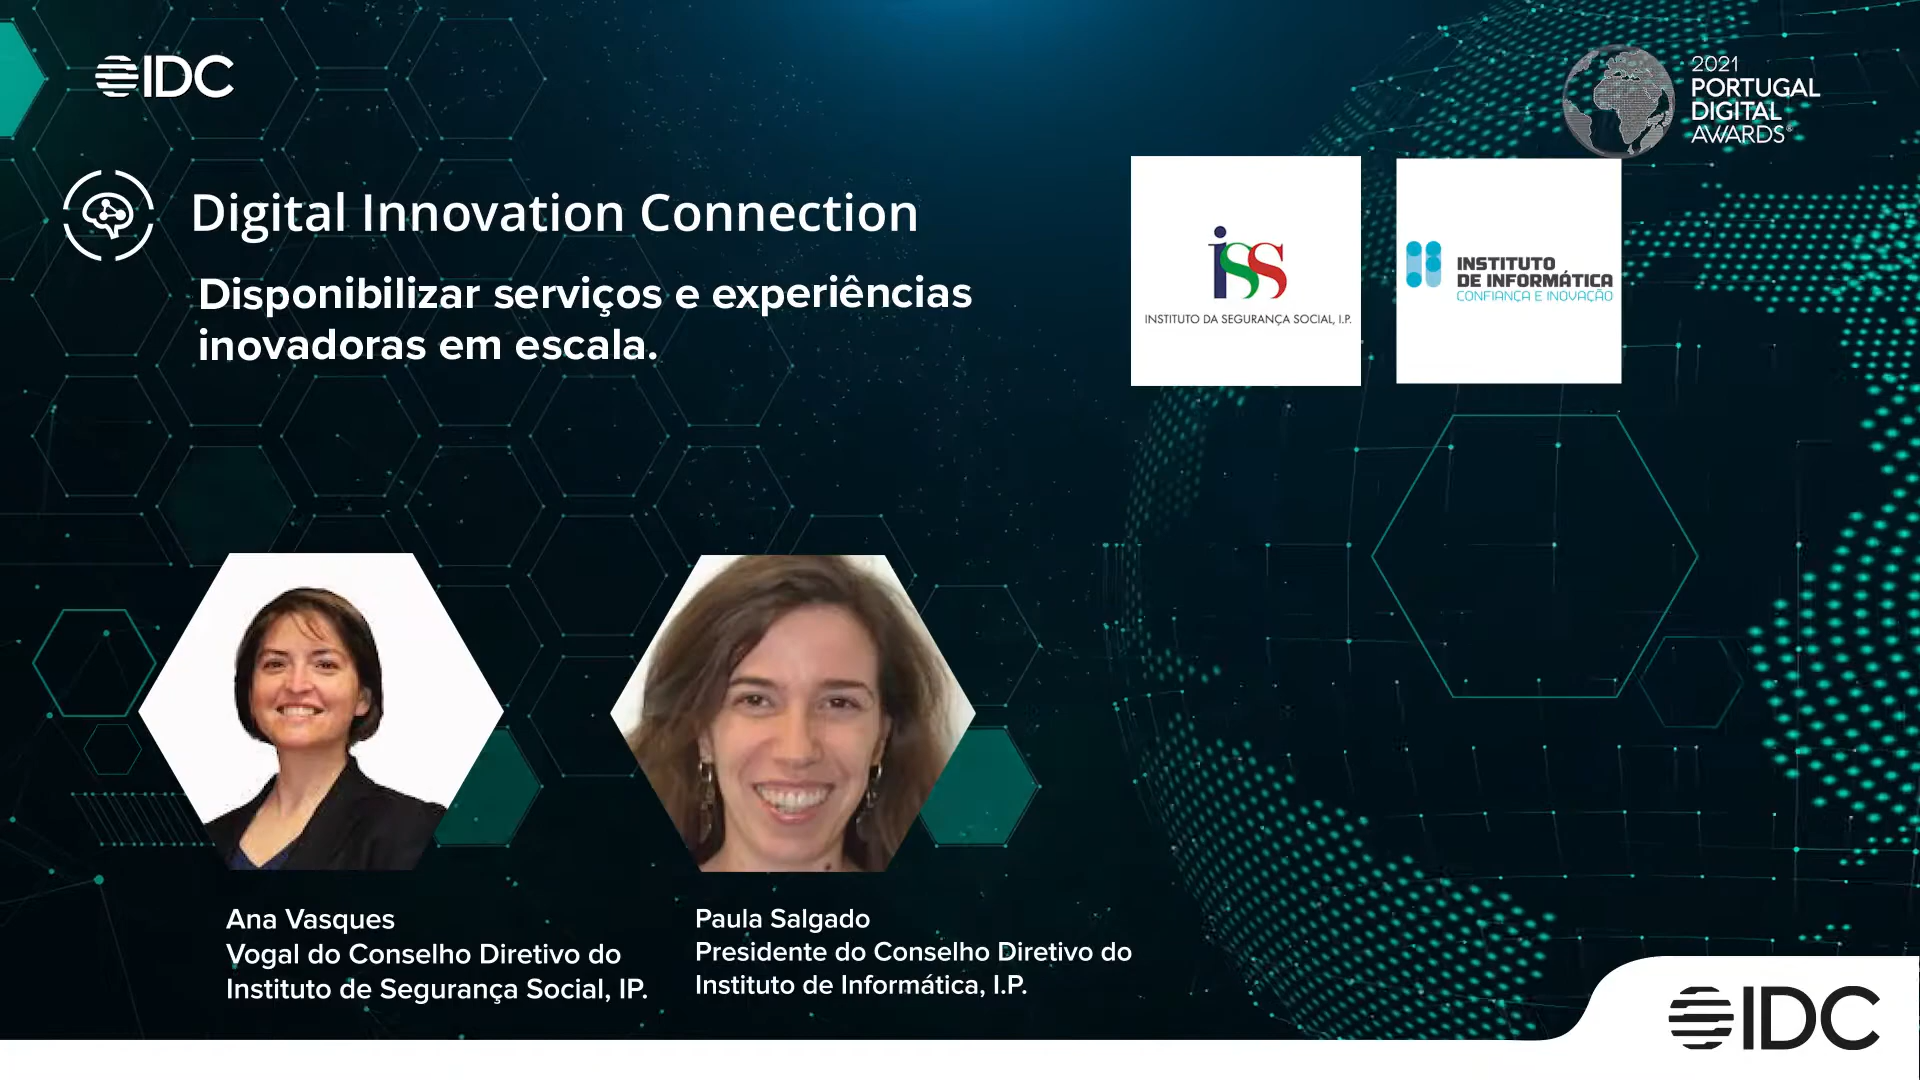 IDC
2021
PORTUGAL
DIGITAL
AWARDS®
Digital Innovation Connection
Disponibilizar serviços e experiências
inovadoras em escala.
iss
INSTITUTO DA SEGURANÇA SOCIAL, I.P.
INSTITUTO
DE INFORMÁTICA
CONFIANÇA E INOVAÇÃO
Ana Vasques
Vogal do Conselho Diretivo do
Instituto de Segurança Social, IP.
Paula Salgado
Presidente do Conselho Diretivo do
Instituto de Informática, I.P.
IDC